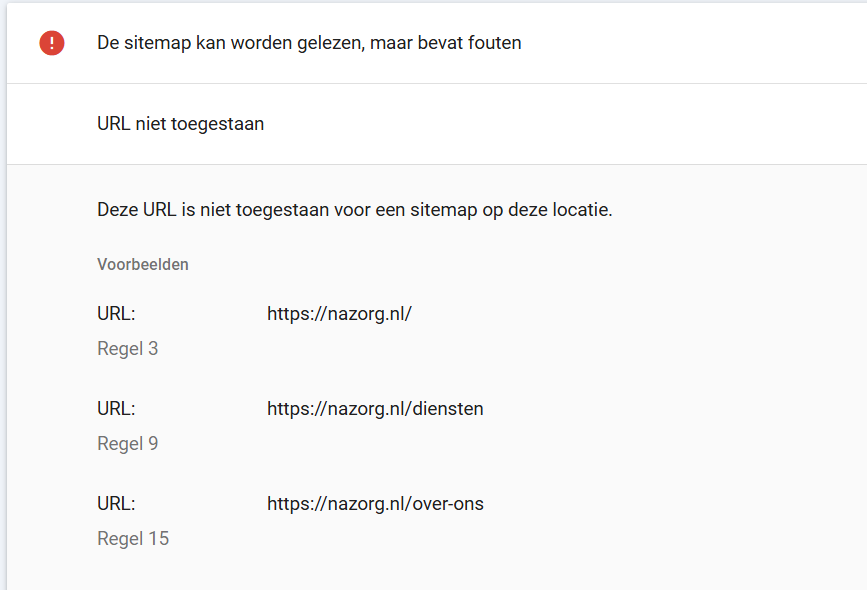 De sitemap kan worden gelezen, maar bevat fouten
URL niet toegestaan
Deze URL is niet toegestaan voor een sitemap op deze locatie.
Voorbeelden
URL: https://nazorg.nl/
Regel 3
URL: https://nazorg.nl/diensten
Regel 9
URL: https://nazorg.nl/over-ons
Regel 15